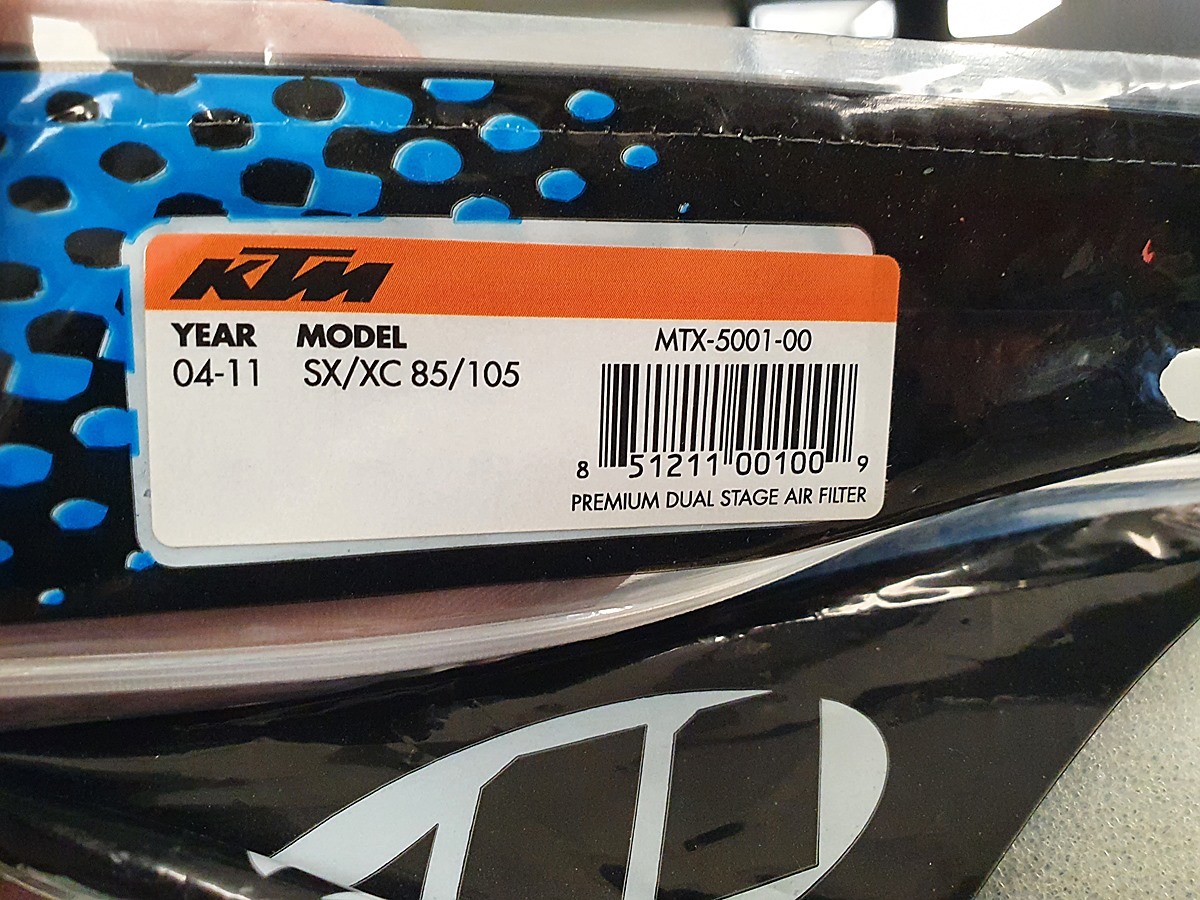 KTM
YEAR MODEL
04-11 SX/XC 85/105
MTX-5001-00
8 51211 00100 9
PREMIUM DUAL STAGE AIR FILTER